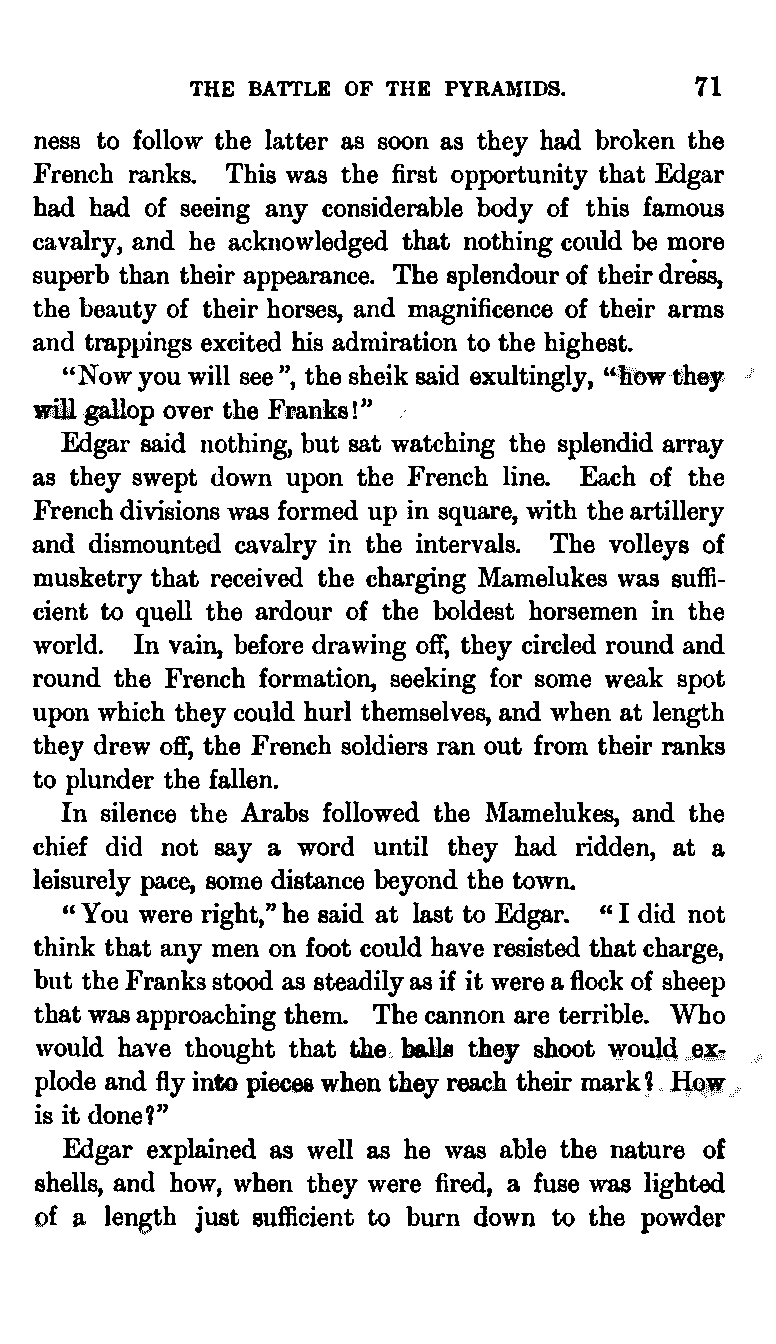 THE BATTLE OF THE PYRAMIDS. 71
ness to follow the latter as soon as they had broken the
French ranks. This was the first opportunity that Edgar
had had of seeing any considerable body of this famous
cavalry, and he acknowledged that nothing could be more
superb than their appearance. The splendour of their dress,
the beauty of their horses, and magnificence of their arms
and trappings excited his admiration to the highest.
"Now you will see", the sheik said exultingly, "how they
will gallop over the Franks!"
Edgar said nothing, but sat watching the splendid array
as they swept down upon the French line. Each of the
French divisions was formed up in square, with the artillery
and dismounted cavalry in the intervals. The volleys of
musketry that received the charging Mamelukes was suffi-
cient to quell the ardour of the boldest horsemen in the
world. In vain, before drawing off, they circled round and
round the French formation, seeking for some weak spot
upon which they could hurl themselves, and when at length
they drew off, the French soldiers ran out from their ranks
to plunder the fallen.
In silence the Arabs followed the Mamelukes, and the
chief did not say a word until they had ridden, at a
leisurely pace, some distance beyond the town.
"You were right," he said at last to Edgar. "I did not
think that any men on foot could have resisted that charge,
but the Franks stood as steadily as if it were a flock of sheep
that was approaching them. The cannon are terrible. Who
would have thought that the balls they shoot would ex-
plode and fly into pieces when they reach their mark? How
is it done?"
Edgar explained as well as he was able the nature of
shells, and how, when they were fired, a fuse was lighted
of a length just sufficient to burn down to the powder